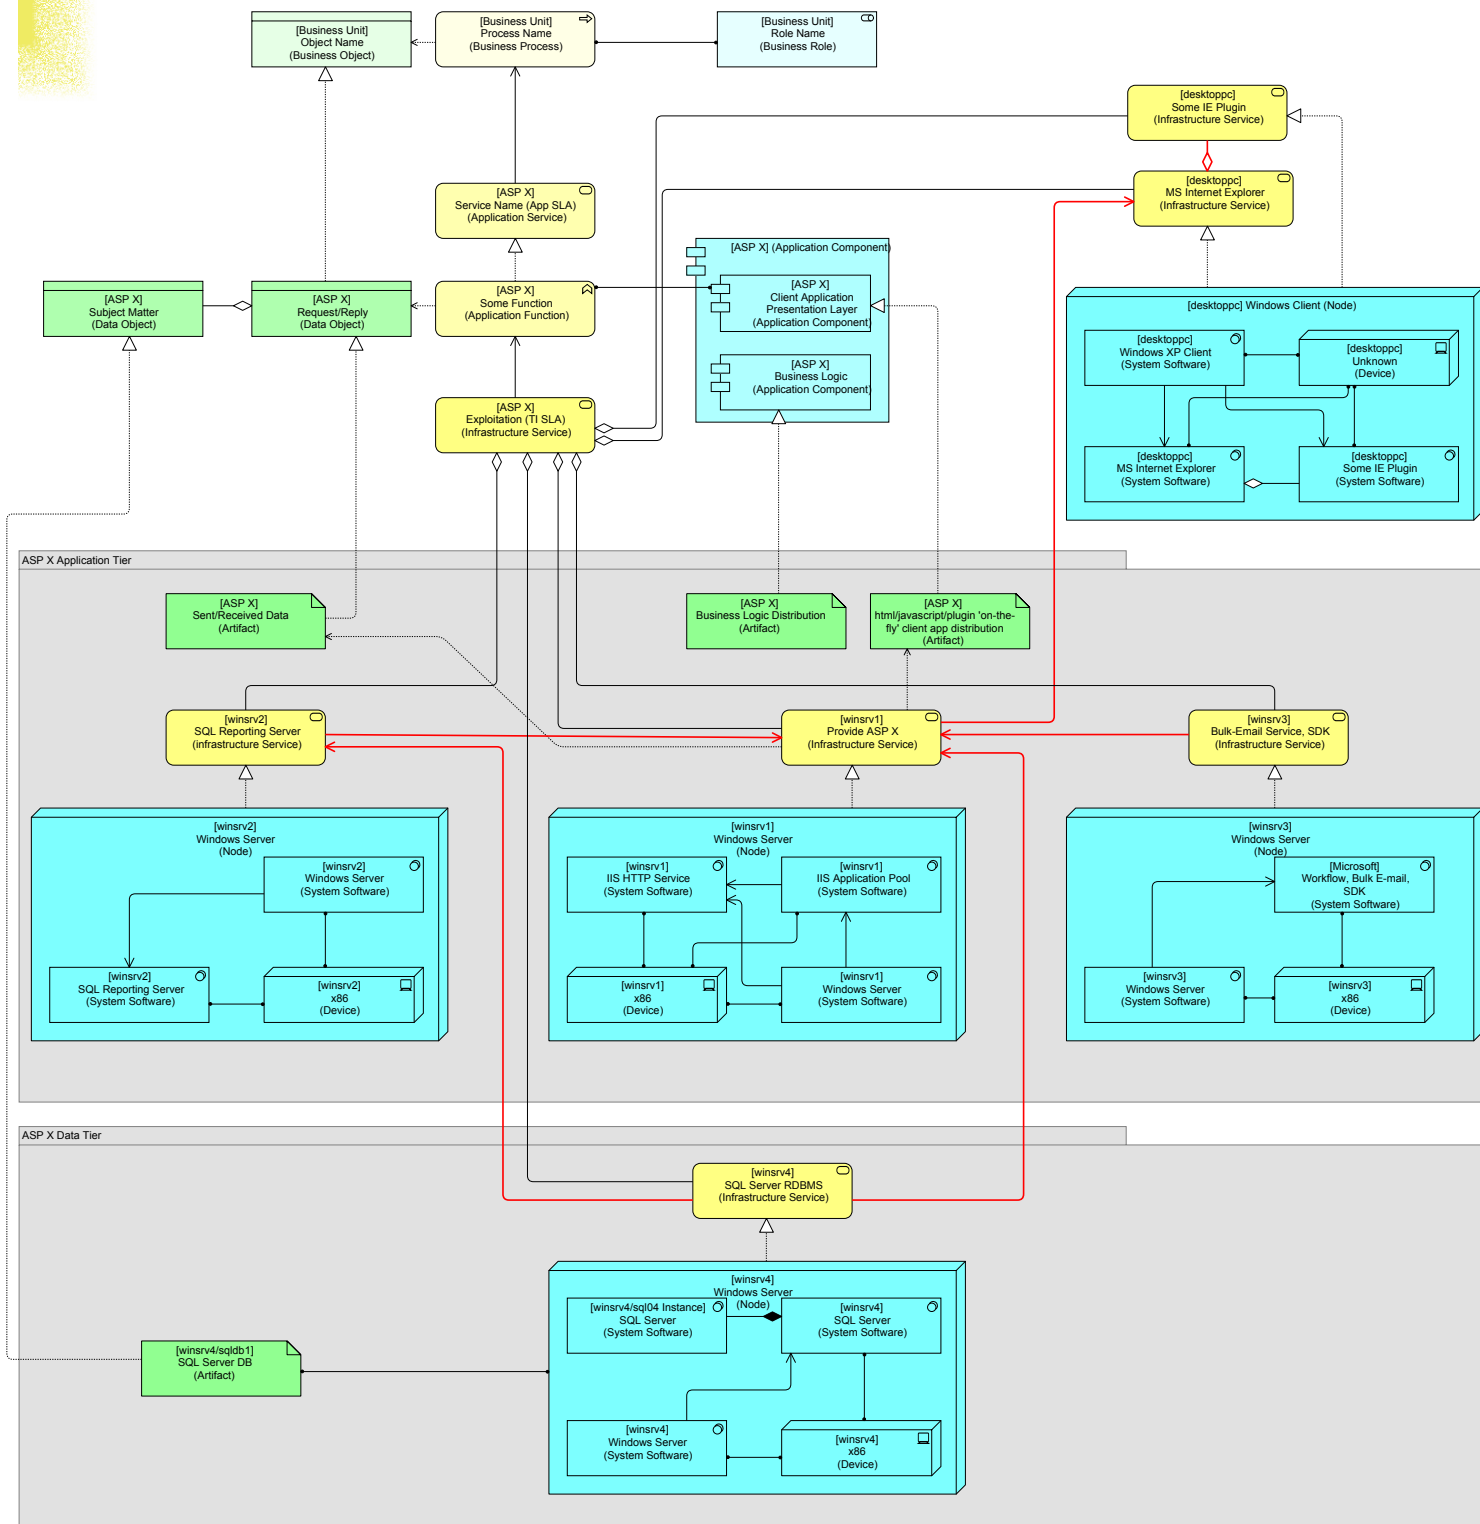 [Business Unit]
Object Name
(Business Object)
[Business Unit]
Process Name
(Business Process)
[Business Unit]
Role Name
(Business Role)
[desktoppc]
Some IE Plugin
(Infrastructure Service)
[ASP X]
Service Name (App SLA)
(Application Service)
[desktoppc]
MS Internet Explorer
(Infrastructure Service)
[ASP X] (Application Component)
[ASP X]
Subject Matter
(Data Object)
[ASP X]
Request/Reply
(Data Object)
[ASP X]
Some Function
(Application Function)
[ASP X]
Client Application
Presentation Layer
(Application Component)
[ASP X]
Business Logic
(Application Component)
[desktoppc] Windows Client (Node)
[desktoppc]
Windows XP Client
(System Software)
[desktoppc]
Unknown
(Device)
[desktoppc]
MS Internet Explorer
(System Software)
[desktoppc]
Some IE Plugin
(System Software)
[ASP X]
Exploitation (TI SLA)
(Infrastructure Service)
ASP X Application Tier
[ASP X]
Sent/Received Data
(Artifact)
[ASP X]
Business Logic Distribution
(Artifact)
[ASP X]
html/javascript/plugin 'on-the-
fly' client app distribution
(Artifact)
[winsrv2]
SQL Reporting Server
(infrastructure Service)
[winsrv1]
Provide ASP X
(Infrastructure Service)
[winsrv3]
Bulk-Email Service, SDK
(Infrastructure Service)
[winsrv2]
Windows Server
(Node)
[winsrv2]
Windows Server
(System Software)
[winsrv2]
SQL Reporting Server
(System Software)
[winsrv2]
x86
(Device)
[winsrv1]
Windows Server
(Node)
[winsrv1]
IIS HTTP Service
(System Software)
[winsrv1]
IIS Application Pool
(System Software)
[winsrv1]
x86
(Device)
[winsrv1]
Windows Server
(System Software)
[winsrv3]
Windows Server
(Node)
[Microsoft]
Workflow, Bulk E-mail,
SDK
(System Software)
[winsrv3]
Windows Server
(System Software)
[winsrv3]
x86
(Device)
ASP X Data Tier
[winsrv4]
SQL Server RDBMS
(Infrastructure Service)
[winsrv4]
Windows Server
(Node)
[winsrv4/sql04 Instance]
SQL Server
(System Software)
[winsrv4]
SQL Server
(System Software)
[winsrv4/sqldb1]
SQL Server DB
(Artifact)
[winsrv4]
Windows Server
(System Software)
[winsrv4]
x86
(Device)